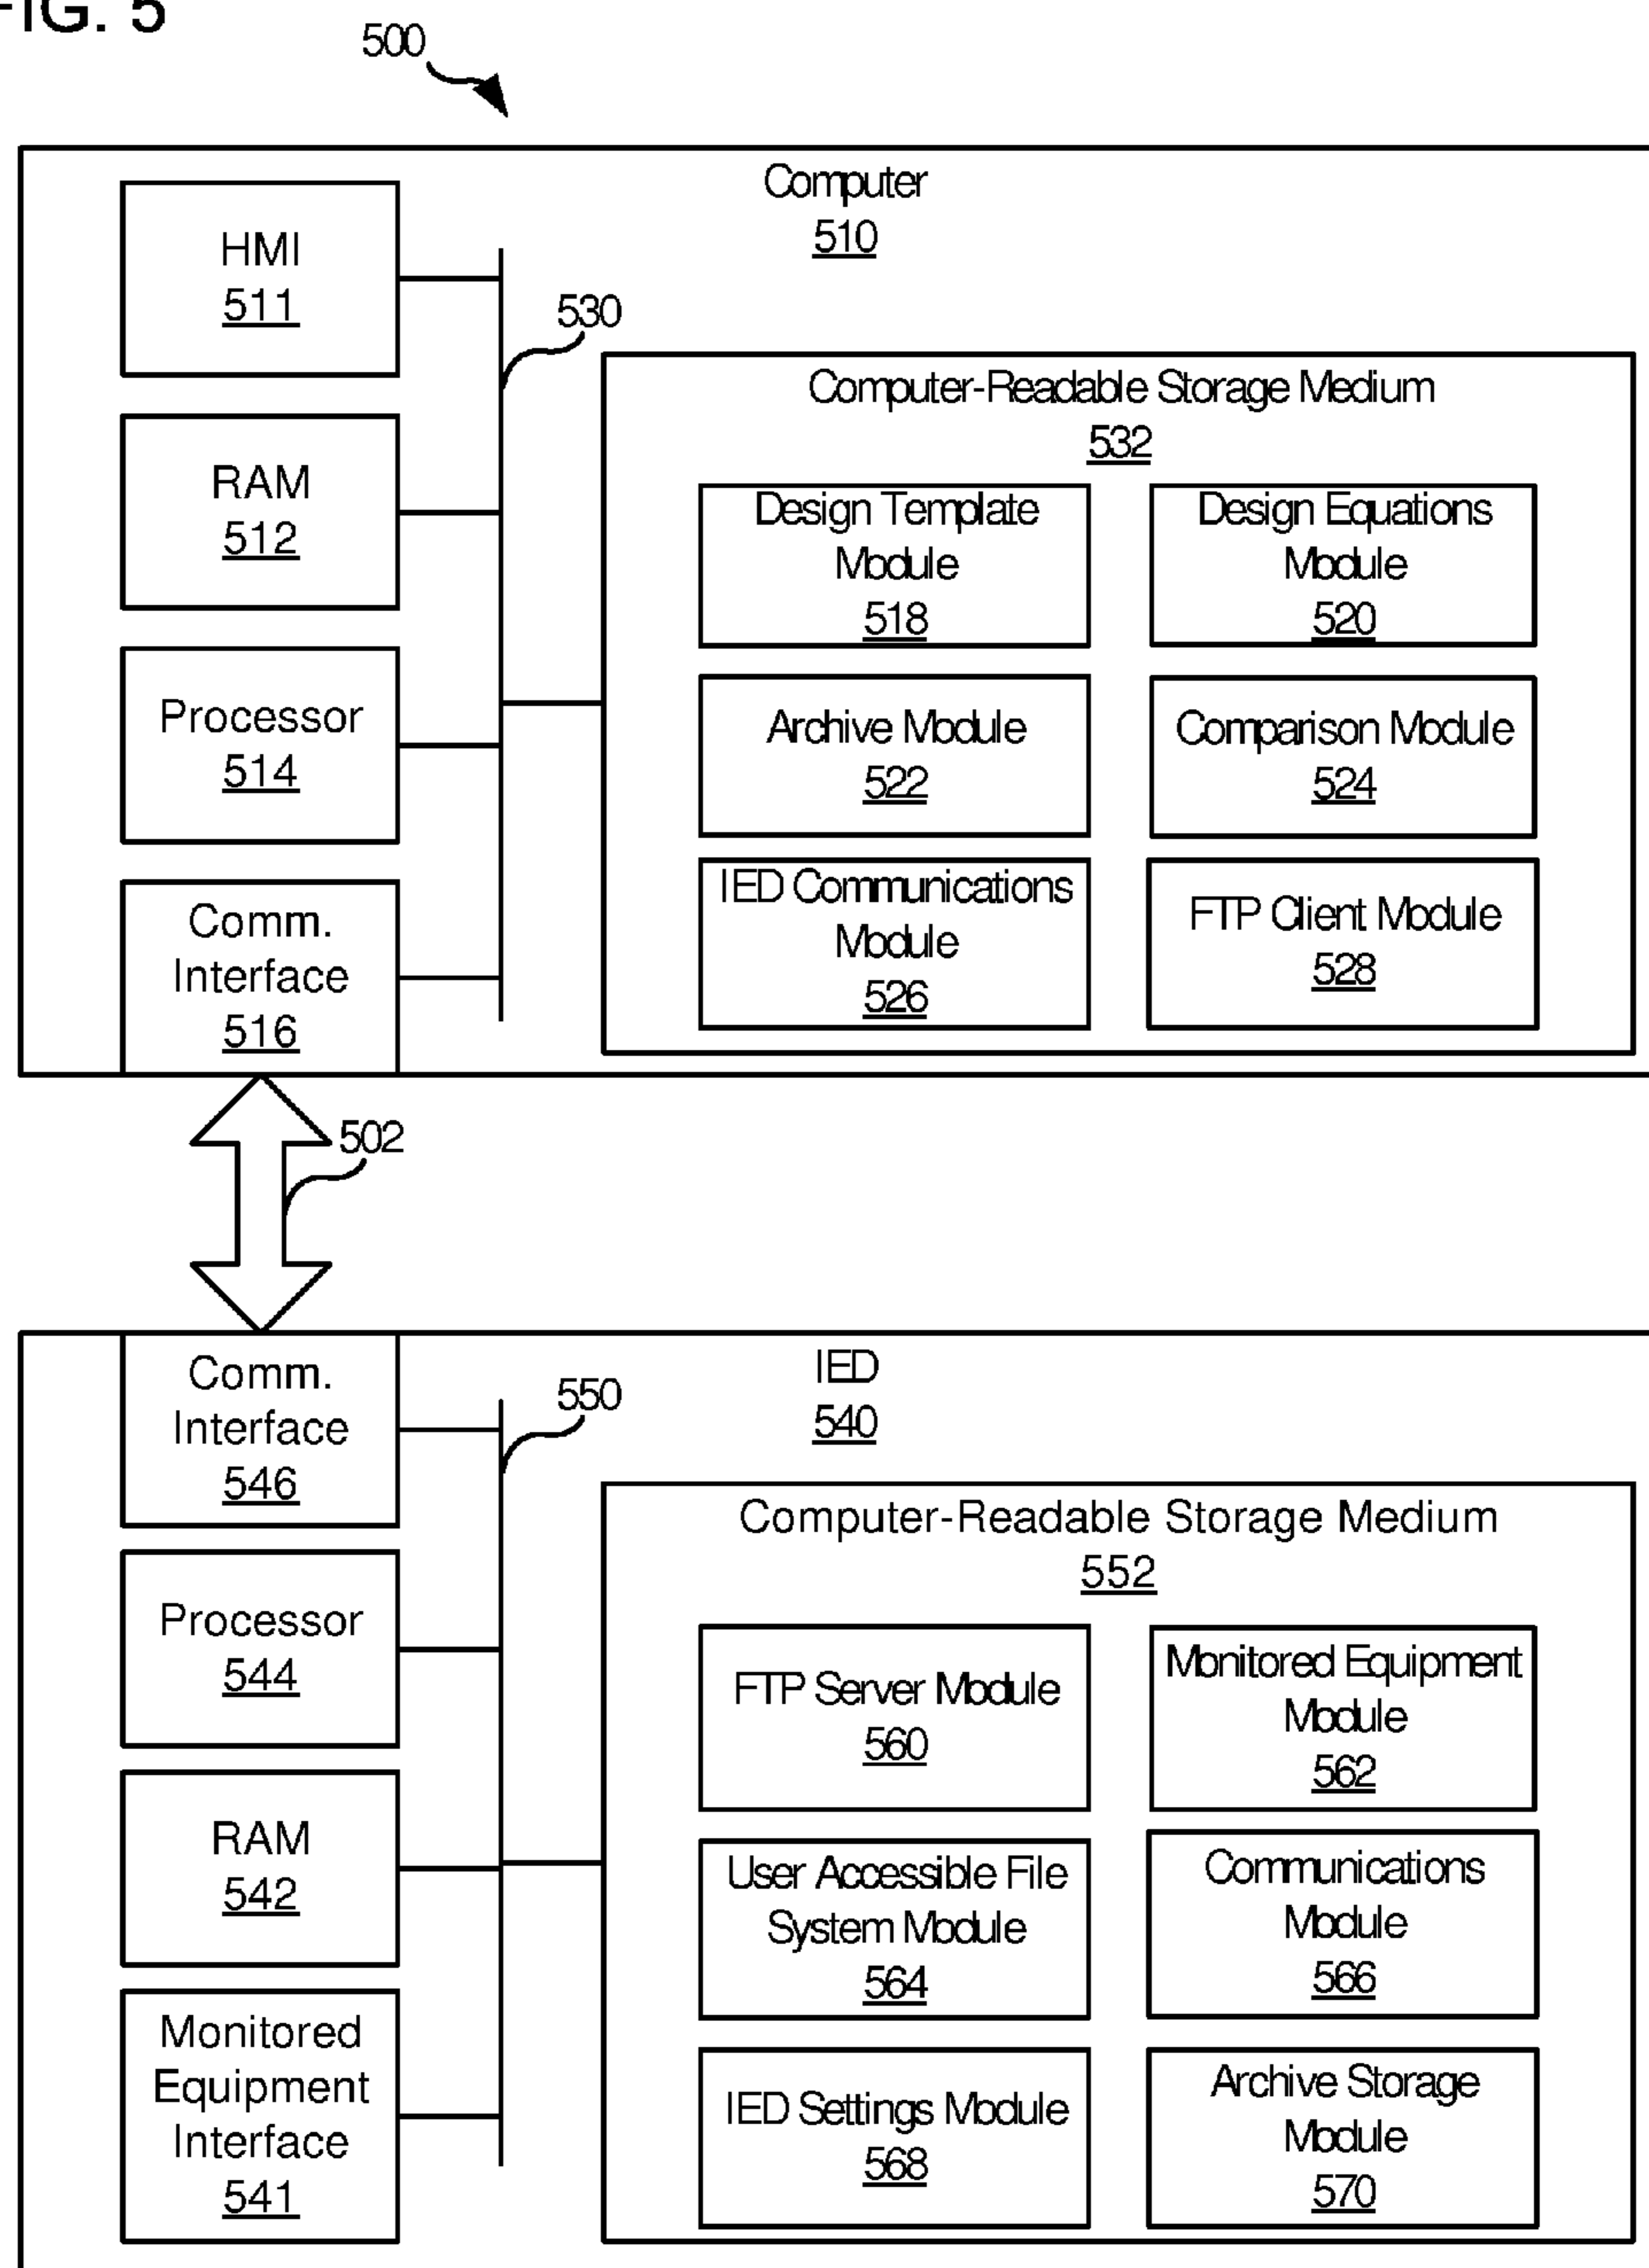 FIG. 5
500
Computer
510
HMI
511
530
RAM
512
Processor
514
Comm.
Interface
516
Computer-Readable Storage Medium
532
Design Template
Module
518
Design Equations
Module
520
Archive Module
522
Comparison Module
524
IED Communications
Module
526
FTP Client Module
528
502
IED
540
Comm.
Interface
546
550
Processor
544
RAM
542
Monitored
Equipment
Interface
541
Computer-Readable Storage Medium
552
FTP Server Module
560
Monitored Equipment
Module
562
User Accessible File
System Module
564
Communications
Module
566
IED Settings Module
568
Archive Storage
Module
570